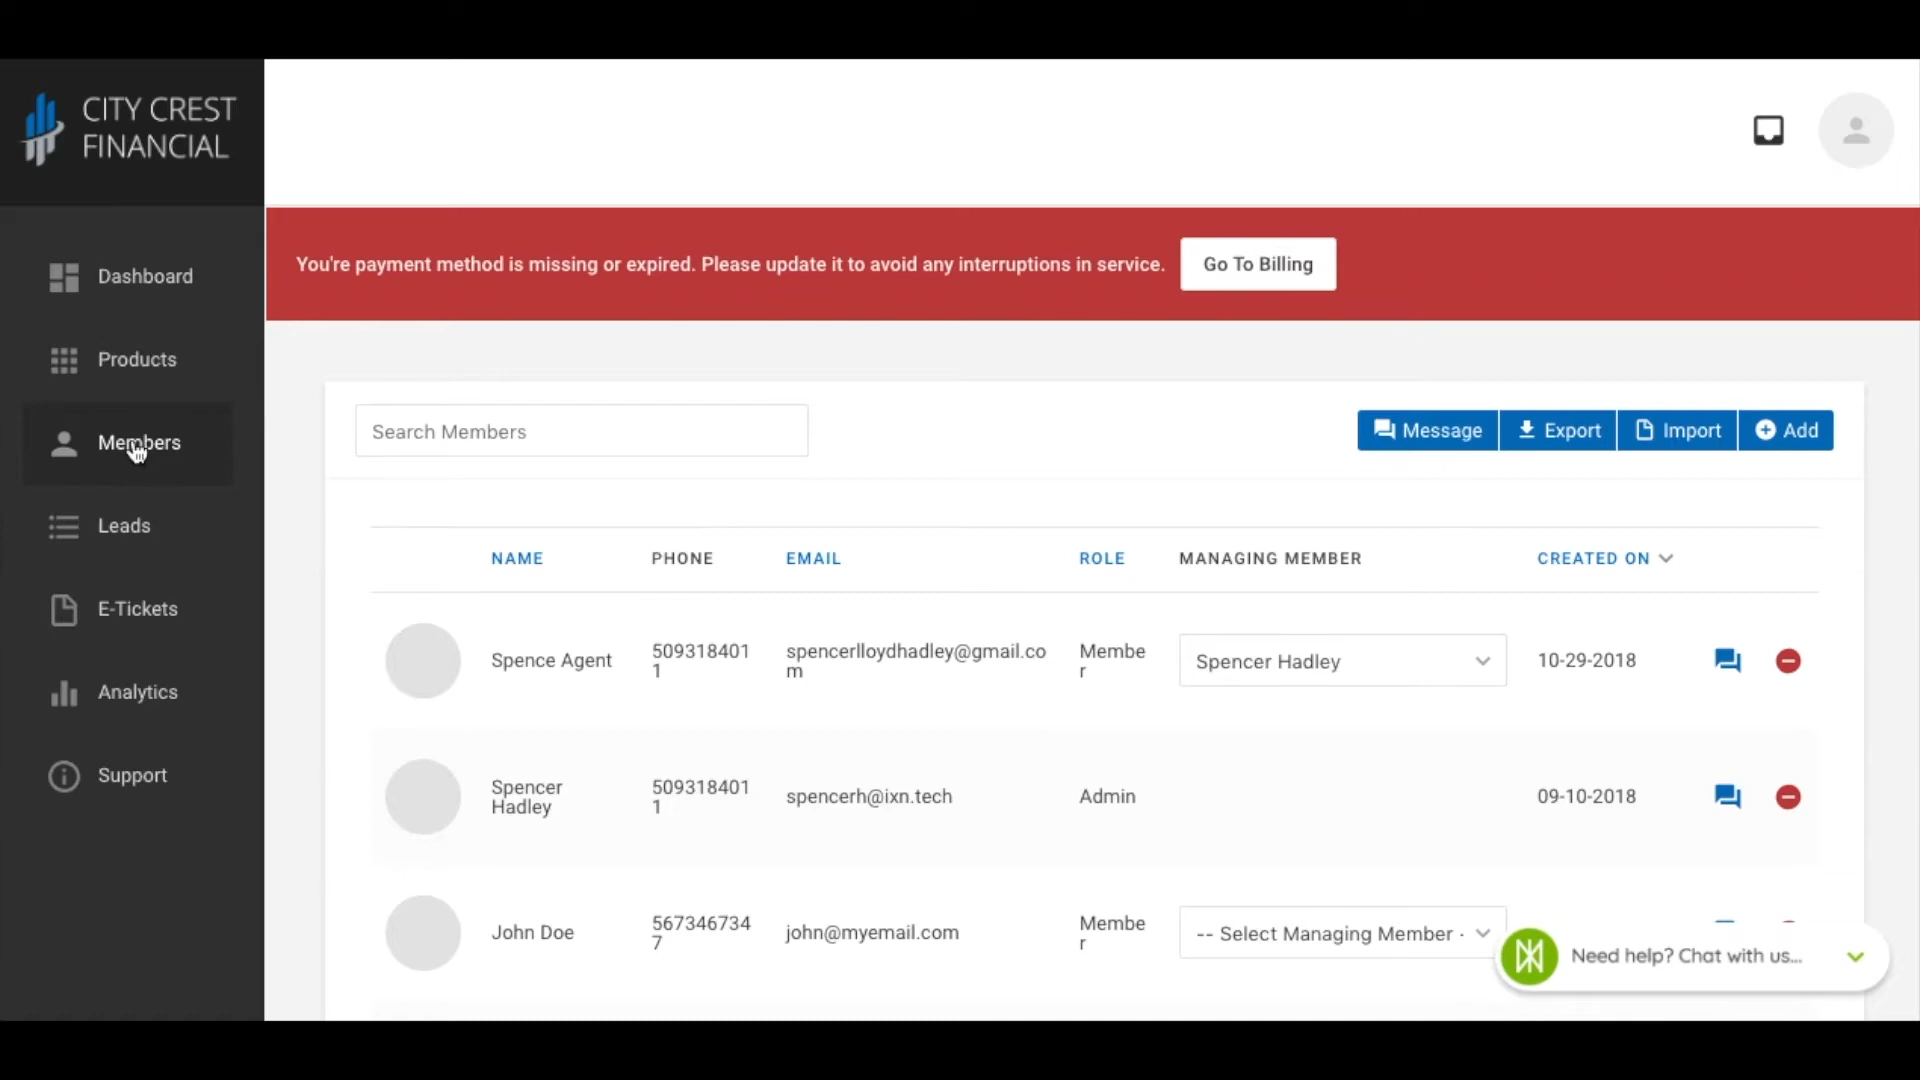 CITY CREST
FINANCIAL
You're payment method is missing or expired. Please update it to avoid any interruptions in service.
Go To Billing
Dashboard
Products
Members
Leads
E-Tickets
Analytics
Support
Search Members
Message
Export
Import
Add
NAME PHONE EMAIL ROLE MANAGING MEMBER CREATED ON
Spence Agent
509318401
1
spencerlloydhadley@gmail.co
m
Membe
r
Spencer Hadley
10-29-2018
Spencer
Hadley
509318401
1
spencerh@ixn.tech
Admin
09-10-2018
John Doe
567346734
7
john@myemail.com
Membe
r
-- Select Managing Member -
Need help? Chat with us...